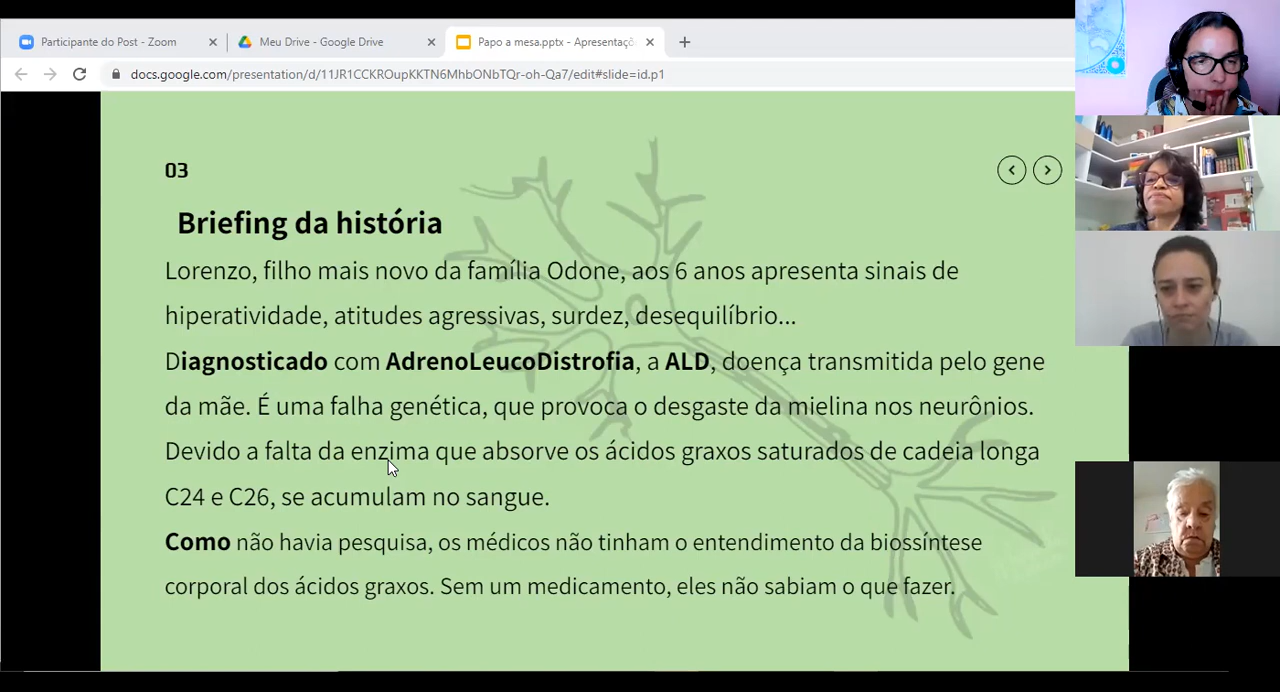 Participante do Post - Zoom
Meu Drive - Google Drive
Papo a mesa.pptx - Apresentaçõ
docs.google.com/presentation/d/11JR1CCKROupKKTN6MhbONbTQr-oh-Qa7/edit#slide=id.p1
03
Briefing da história
Lorenzo, filho mais novo da família Odone, aos 6 anos apresenta sinais de
hiperatividade, atitudes agressivas, surdez, desequilíbrio...
Diagnosticado com AdrenoLeucoDistrofia, a ALD, doença transmitida pelo gene
da mãe. É uma falha genética, que provoca o desgaste da mielina nos neurônios.
Devido a falta da enzima que absorve os ácidos graxos saturados de cadeia longa
C24 e C26, se acumulam no sangue.
Como não havia pesquisa, os médicos não tinham o entendimento da biossíntese
corporal dos ácidos graxos. Sem um medicamento, eles não sabiam o que fazer.